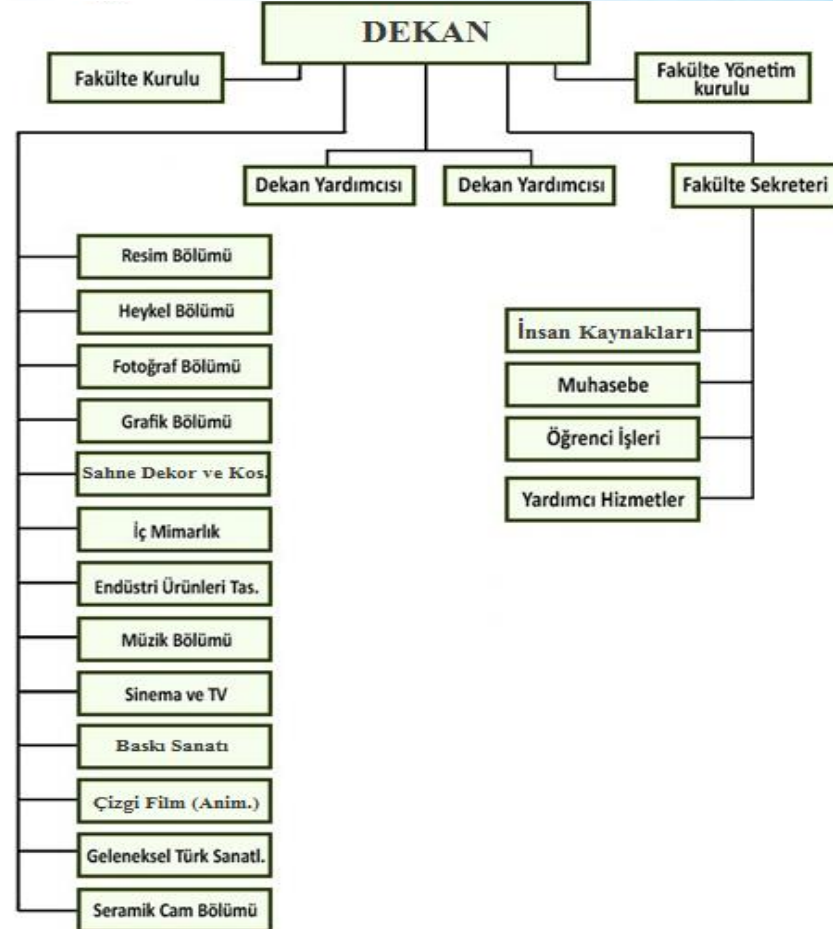 DEKAN
Fakülte Kurulu
Fakülte Yönetim
kurulu
Dekan Yardımcısı
Dekan Yardımcısı
Fakülte Sekreteri
Resim Bölümü
Heykel Bölümü
Fotoğraf Bölümü
Grafik Bölümü
Sahne Dekor ve Kos.
İç Mimarlık
Endüstri Ürünleri Tas.
Müzik Bölümü
Sinema ve TV
Baskı Sanatı
Çizgi Film (Anim.)
Geleneksel Türk Sanatl.
Seramik Cam Bölümü
İnsan Kaynakları
Muhasebe
Öğrenci İşleri
Yardımcı Hizmetler